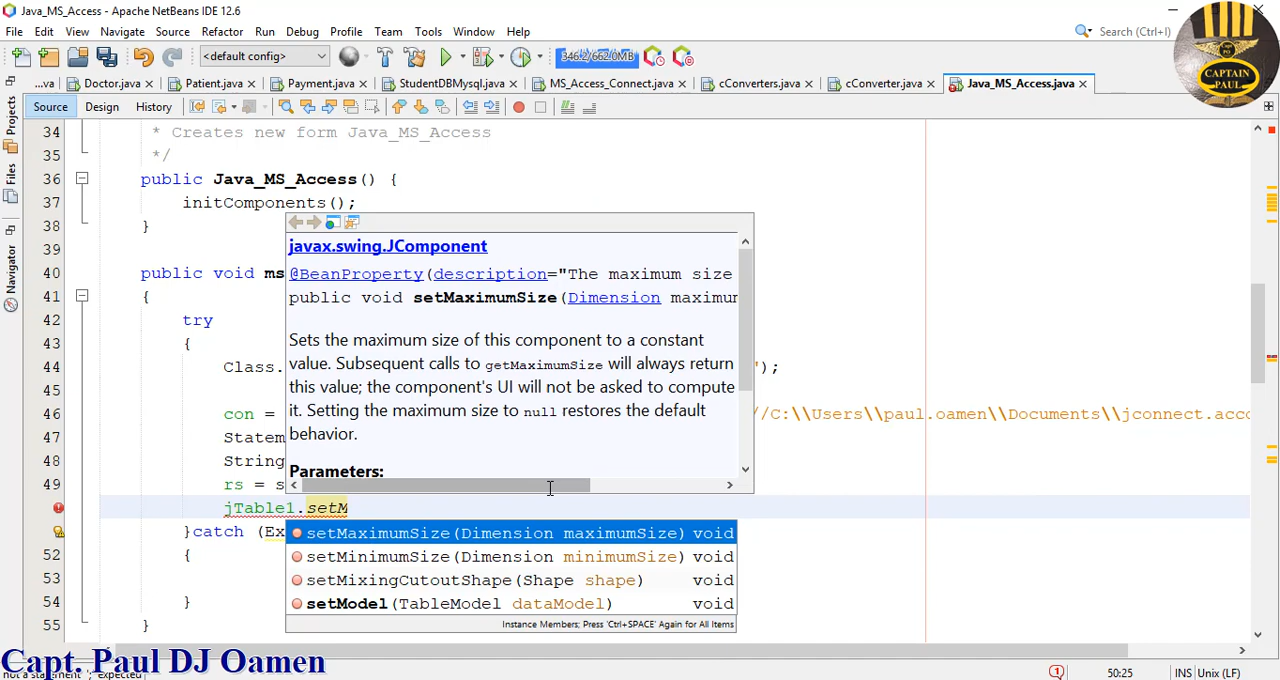 Java_MS_Access - Apache NetBeans IDE 12.6
File Edit View Navigate Source Refactor Run Debug Profile Team Tools Window Help
<default config> 346.2/662.0MB Search (Ctrl+I)
...va Doctor.java Patient.java Payment.java StudentDBMysql.java MS_Access_Connect.java cConverters.java cConverter.java Java_MS_Access.java
CAPTAIN PAUL
Source Design History
Projects
Files
Navigator
34 * Creates new form Java_MS_Access
35 */
36 public Java_MS_Access() {
37 initComponents();
38 }
39
40 public void ms
41 {
42 try
43 {
44 Class. ");
45
46 con = //C:\\Users\\paul.oamen\\Documents\\jconnect.acc
47 Statem
48 String
49 rs = s
jTable1.setM
}catch (Ex
52 {
53
54 }
55 }
javax.swing.JComponent
@BeanProperty(description="The maximum size
public void setMaximumSize(Dimension maximum
Sets the maximum size of this component to a constant
value. Subsequent calls to getMaximumSize will always return
this value; the component's UI will not be asked to compute
it. Setting the maximum size to null restores the default
behavior.
Parameters:
setMaximumSize(Dimension maximumSize) void
setMinimumSize(Dimension minimumSize) void
setMixingCutoutShape(Shape shape) void
setModel(TableModel dataModel) void
Instance Members; Press 'Ctrl+SPACE' Again for All Items
Capt. Paul DJ Oamen
not a statement ';' expected 1 50:25 INS Unix (LF)